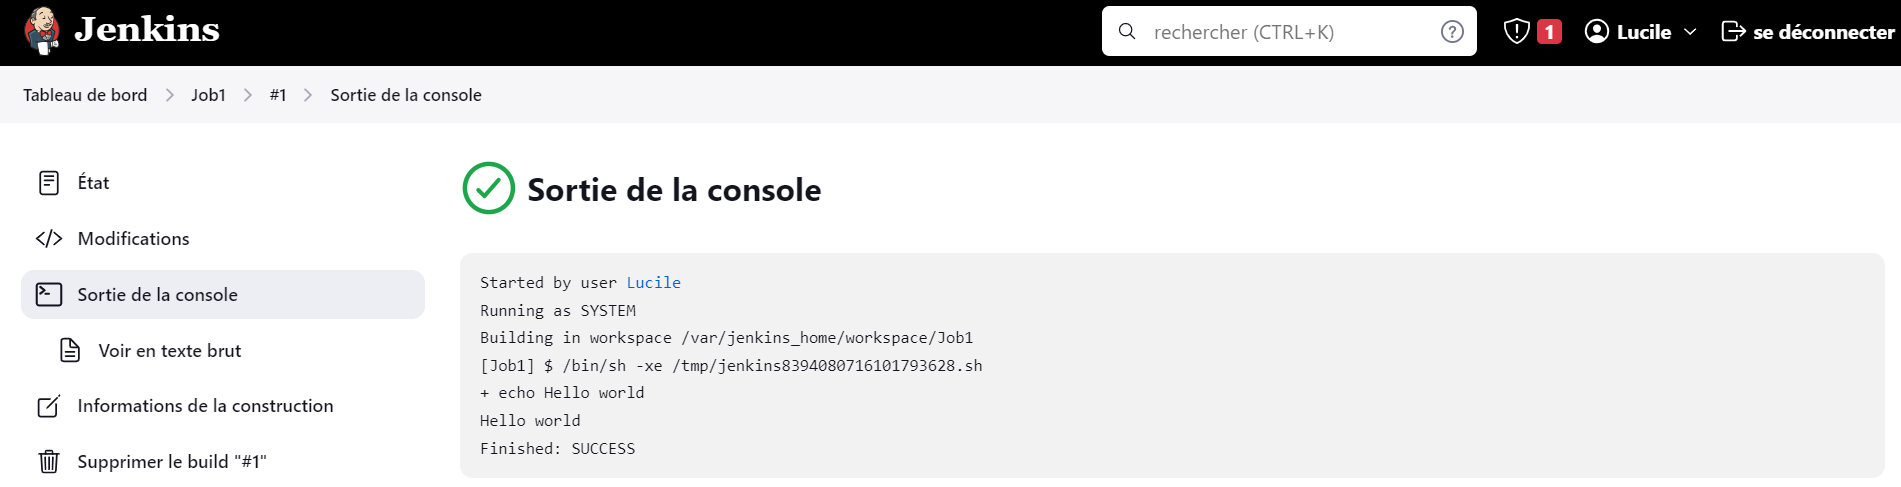 Jenkins
rechercher (CTRL+K)
1
Lucile
se déconnecter
Tableau de bord > Job1 > #1 > Sortie de la console
État
Modifications
Sortie de la console
Voir en texte brut
Informations de la construction
Supprimer le build "#1"
Sortie de la console
Started by user Lucile
Running as SYSTEM
Building in workspace /var/jenkins_home/workspace/Job1
[Job1] $ /bin/sh -xe /tmp/jenkins8394080716101793628.sh
+ echo Hello world
Hello world
Finished: SUCCESS